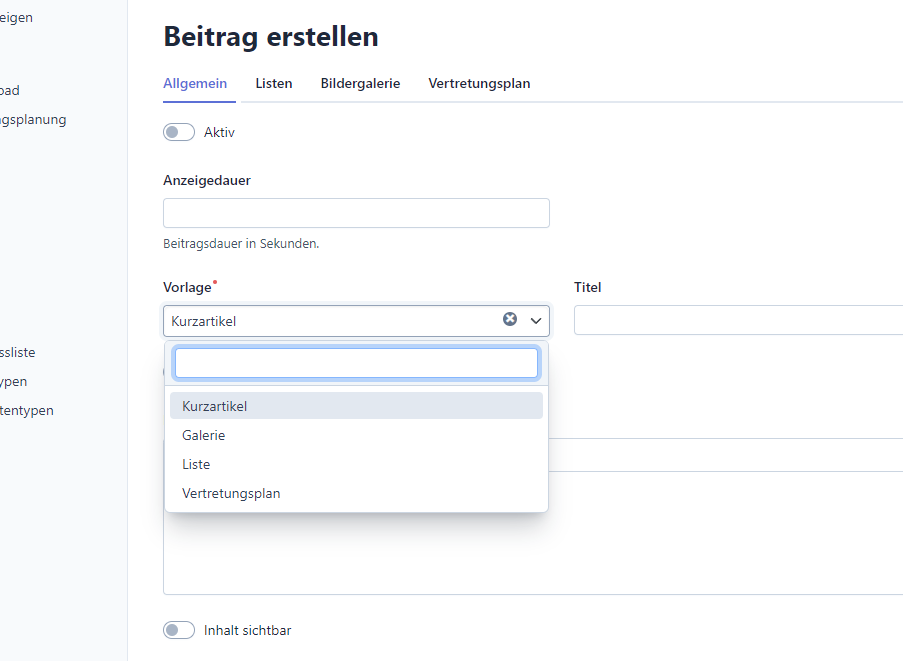 eigen
oad
gsplanung
ssliste
ypen
tentypen
Beitrag erstellen
Allgemein Listen Bildergalerie Vertretungsplan
Aktiv
Anzeigedauer
Beitragsdauer in Sekunden.
Vorlage* Titel
Kurzartikel
Kurzartikel
Galerie
Liste
Vertretungsplan
Inhalt sichtbar